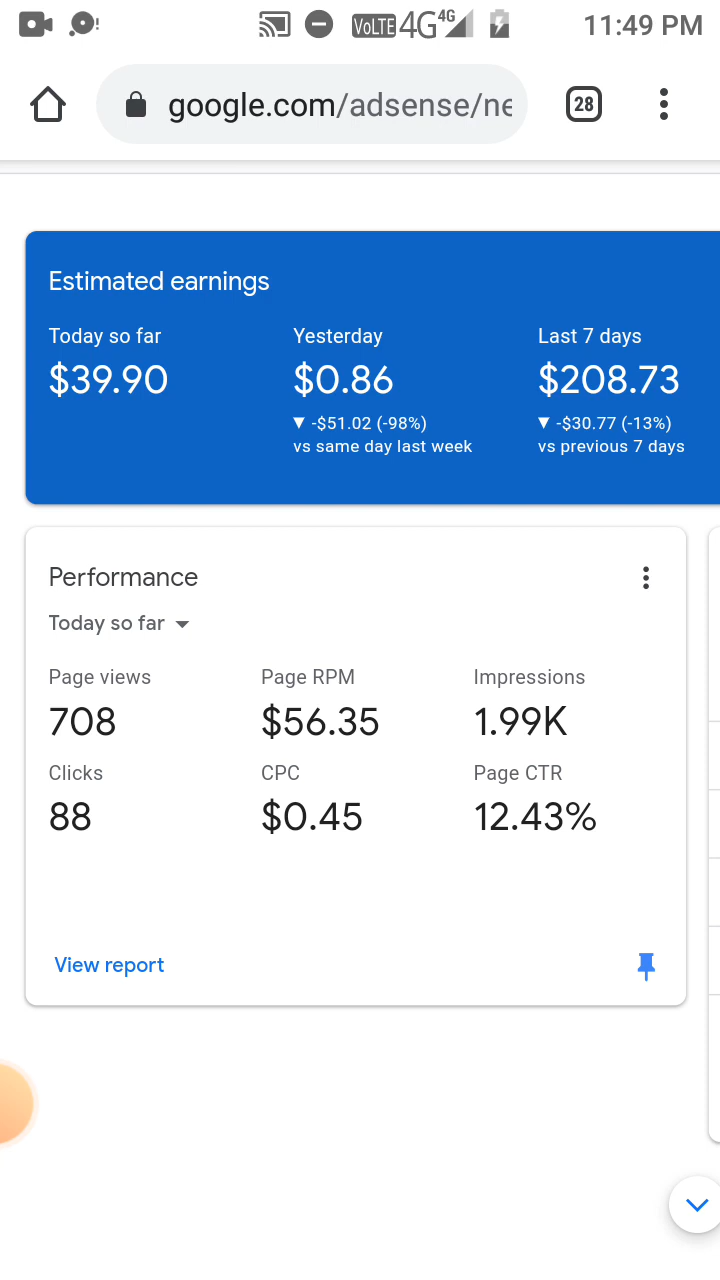 VoLTE 4G 4G 11:49 PM
google.com/adsense/ne 28
Estimated earnings
Today so far Yesterday Last 7 days
$39.90 $0.86 $208.73
▼ -$51.02 (-98%) ▼ -$30.77 (-13%)
vs same day last week vs previous 7 days
Performance
Today so far
Page views Page RPM Impressions
708 $56.35 1.99K
Clicks CPC Page CTR
88 $0.45 12.43%
View report